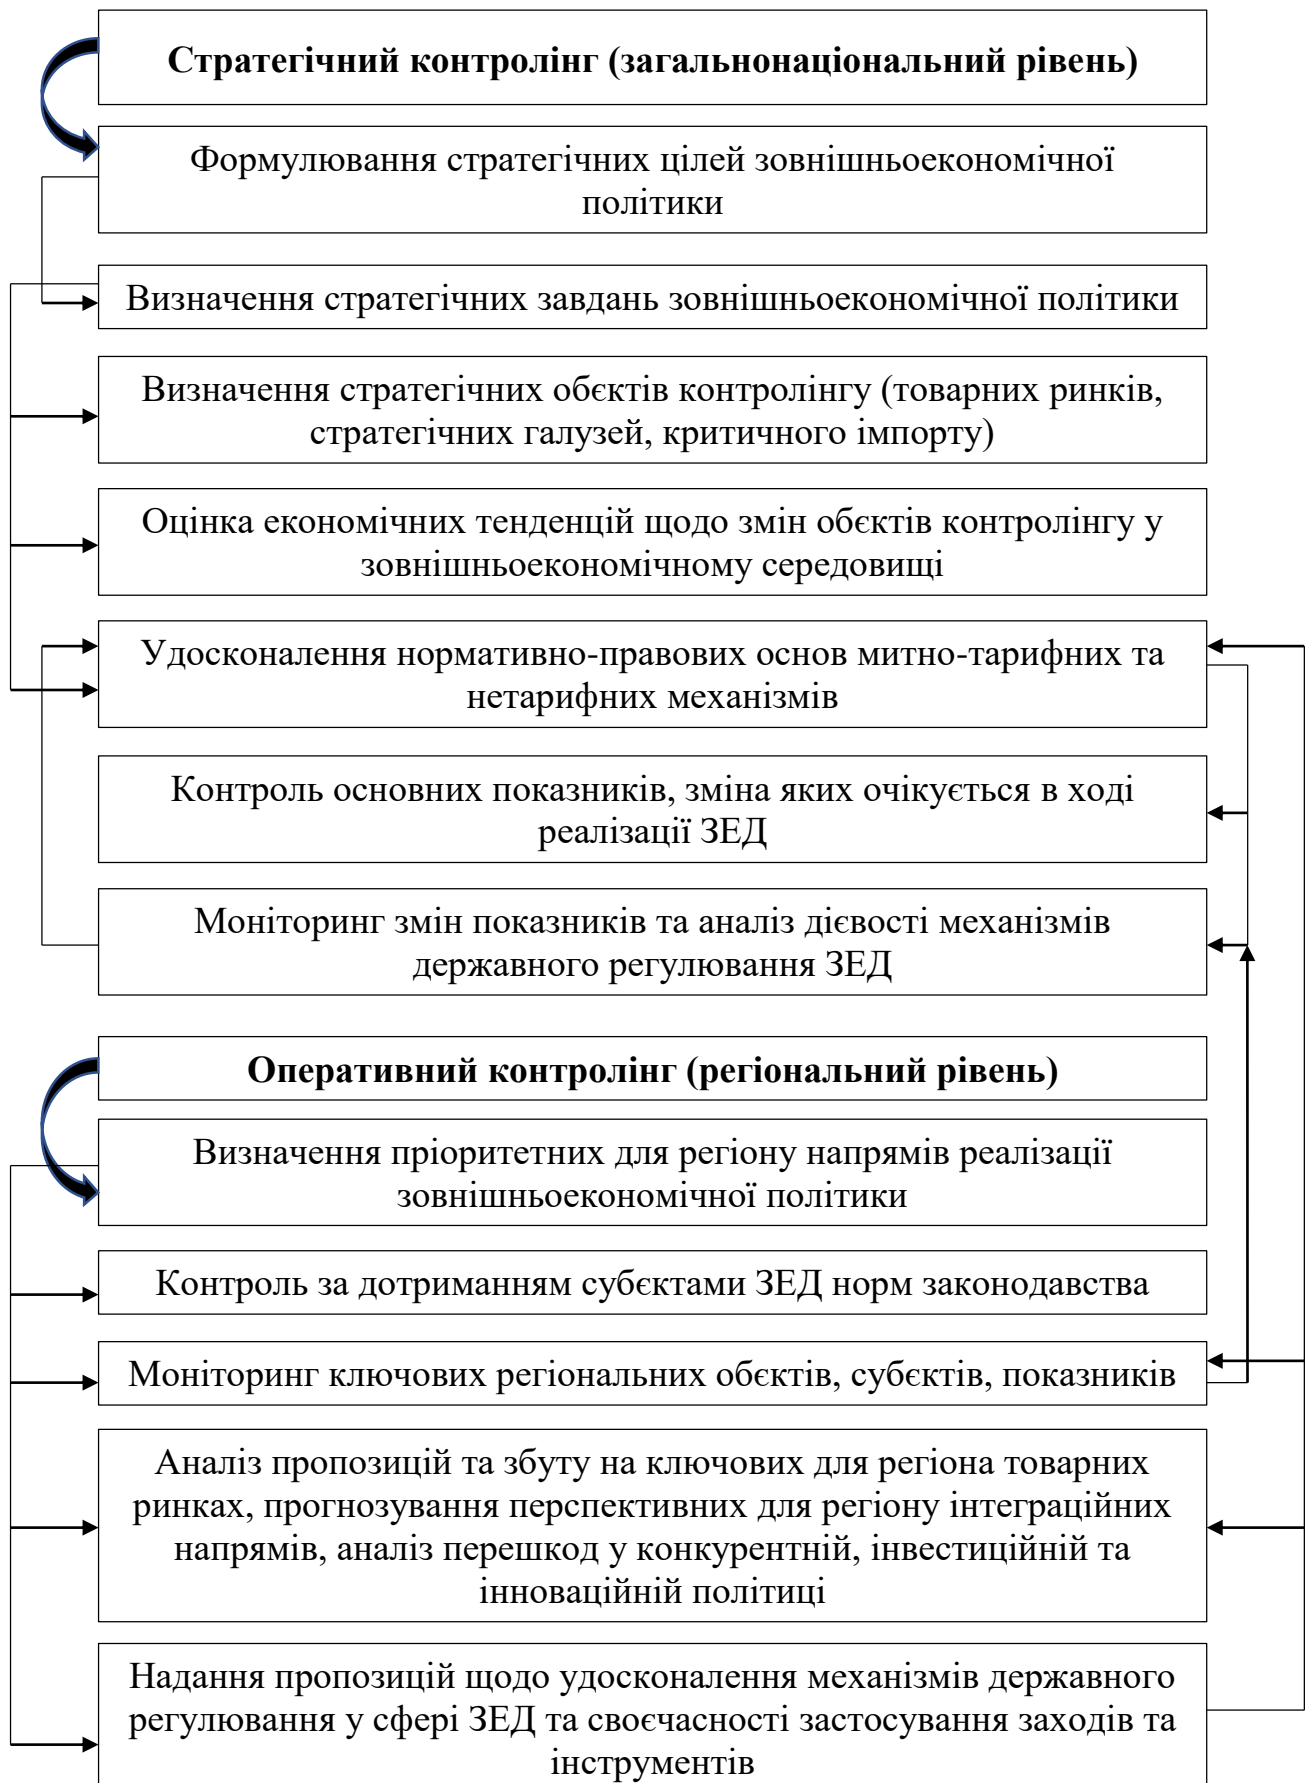 Стратегічний контролінг (загальнонаціональний рівень)
Формулювання стратегічних цілей зовнішньоекономічної
політики
Визначення стратегічних завдань зовнішньоекономічної політики
Визначення стратегічних обєктів контролінгу (товарних ринків,
стратегічних галузей, критичного імпорту)
Оцінка економічних тенденцій щодо змін обєктів контролінгу у
зовнішньоекономічному середовищі
Удосконалення нормативно-правових основ митно-тарифних та
нетарифних механізмів
Контроль основних показників, зміна яких очікується в ході
реалізації ЗЕД
Моніторинг змін показників та аналіз дієвості механізмів
державного регулювання ЗЕД
Оперативний контролінг (регіональний рівень)
Визначення пріоритетних для регіону напрямів реалізації
зовнішньоекономічної політики
Контроль за дотриманням субєктами ЗЕД норм законодавства
Моніторинг ключових регіональних обєктів, субєктів, показників
Аналіз пропозицій та збуту на ключових для регіона товарних
ринках, прогнозування перспективних для регіону інтеграційних
напрямів, аналіз перешкод у конкурентній, інвестиційній та
інноваційній політиці
Надання пропозицій щодо удосконалення механізмів державного
регулювання у сфері ЗЕД та своєчасності застосування заходів та
інструментів